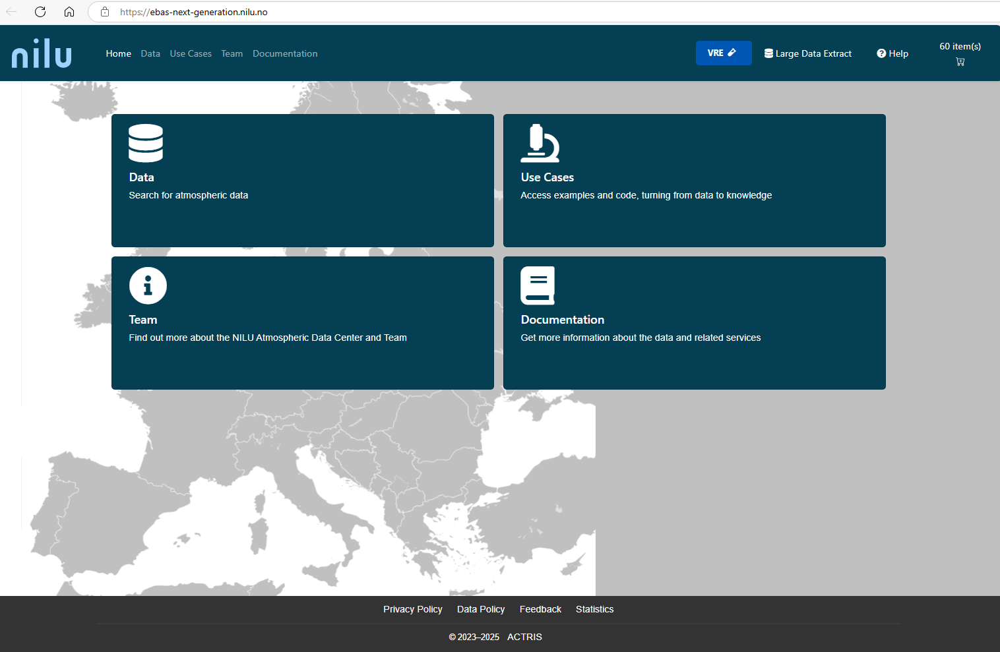 https://ebas-next-generation.nilu.no
nilu
Home Data Use Cases Team Documentation
VRE Large Data Extract Help 60 item(s)
Data
Search for atmospheric data
Use Cases
Access examples and code, turning from data to knowledge
Team
Find out more about the NILU Atmospheric Data Center and Team
Documentation
Get more information about the data and related services
Privacy Policy Data Policy Feedback Statistics
© 2023–2025 ACTRIS